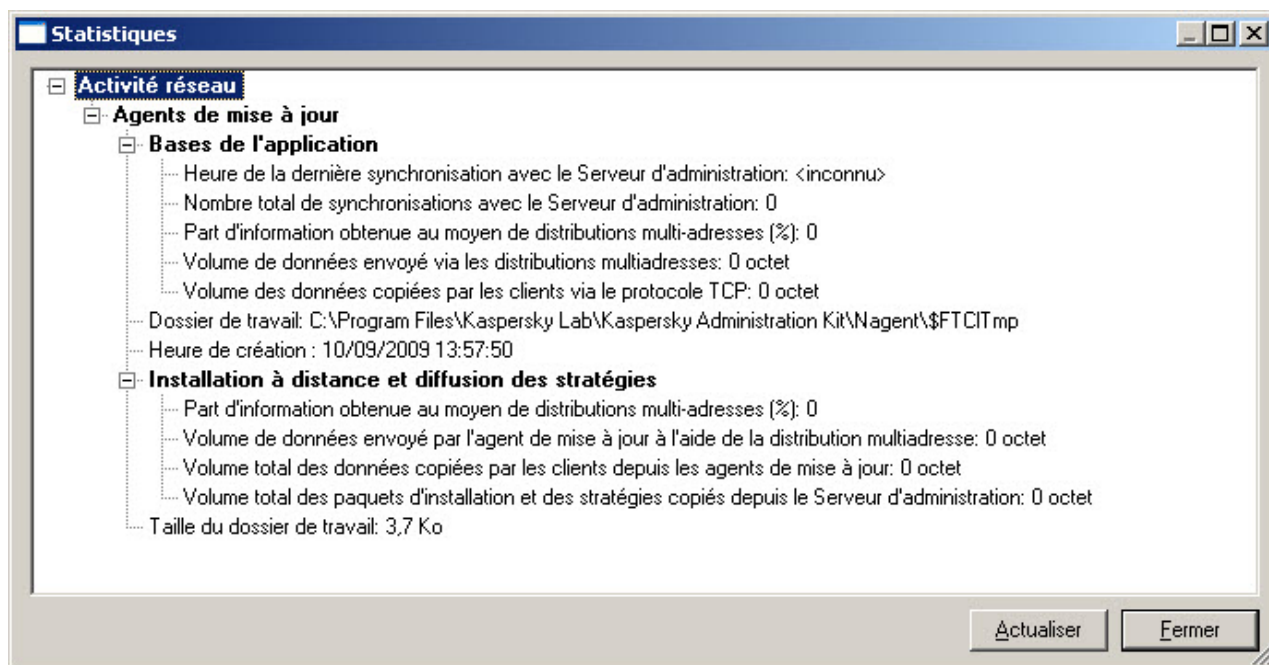 Statistiques
Activité réseau
Agents de mise à jour
Bases de l'application
Heure de la dernière synchronisation avec le Serveur d'administration: <inconnu>
Nombre total de synchronisations avec le Serveur d'administration: 0
Part d'information obtenue au moyen de distributions multi-adresses (%): 0
Volume de données envoyé via les distributions multiadresses: 0 octet
Volume des données copiées par les clients via le protocole TCP: 0 octet
Dossier de travail: C:\Program Files\Kaspersky Lab\Kaspersky Administration Kit\Nagent\$FTCITmp
Heure de création : 10/09/2009 13:57:50
Installation à distance et diffusion des stratégies
Part d'information obtenue au moyen de distributions multi-adresses (%): 0
Volume de données envoyé par l'agent de mise à jour à l'aide de la distribution multiadresse: 0 octet
Volume total des données copiées par les clients depuis les agents de mise à jour: 0 octet
Volume total des paquets d'installation et des stratégies copiés depuis le Serveur d'administration: 0 octet
Taille du dossier de travail: 3,7 Ko
Actualiser
Fermer